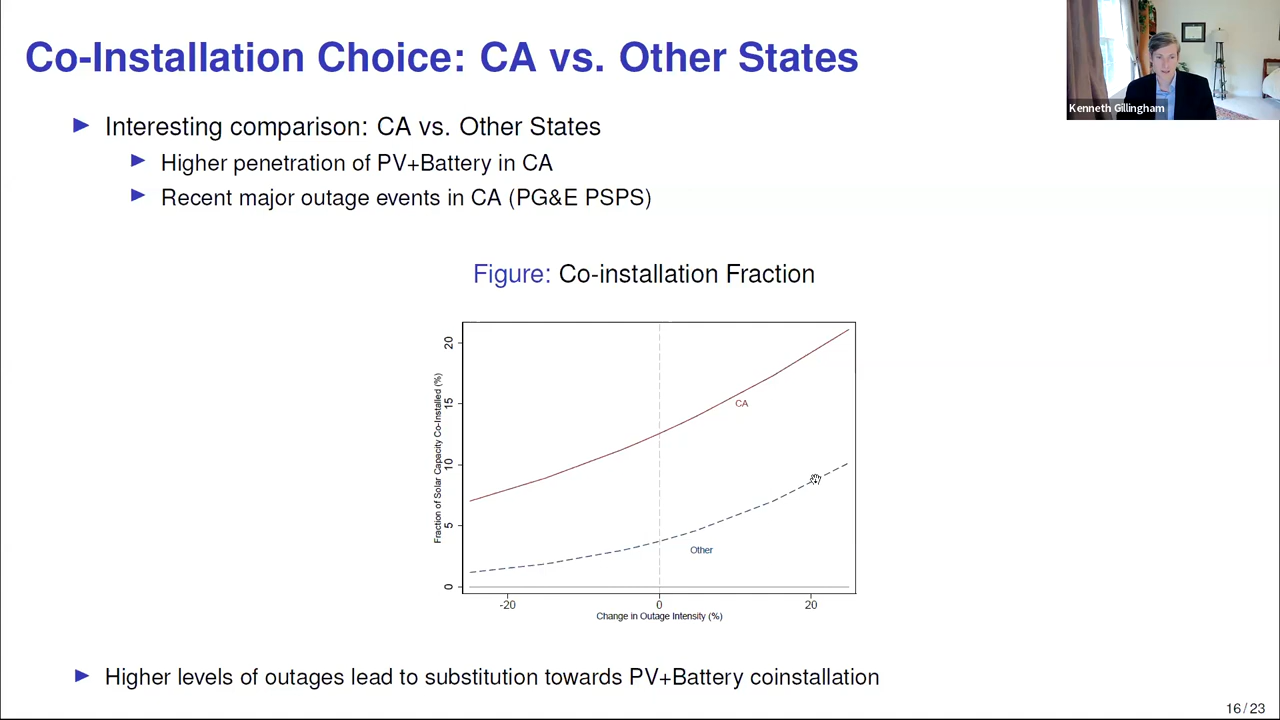 Co-Installation Choice: CA vs. Other States
Kenneth Gillingham
Interesting comparison: CA vs. Other States
Higher penetration of PV+Battery in CA
Recent major outage events in CA (PG&E PSPS)
Figure: Co-installation Fraction
Fraction of Solar Capacity Co-Installed (%)
20
15
10
5
0
CA
Other
-20 0 20
Change in Outage Intensity (%)
Higher levels of outages lead to substitution towards PV+Battery coinstallation
16 / 23